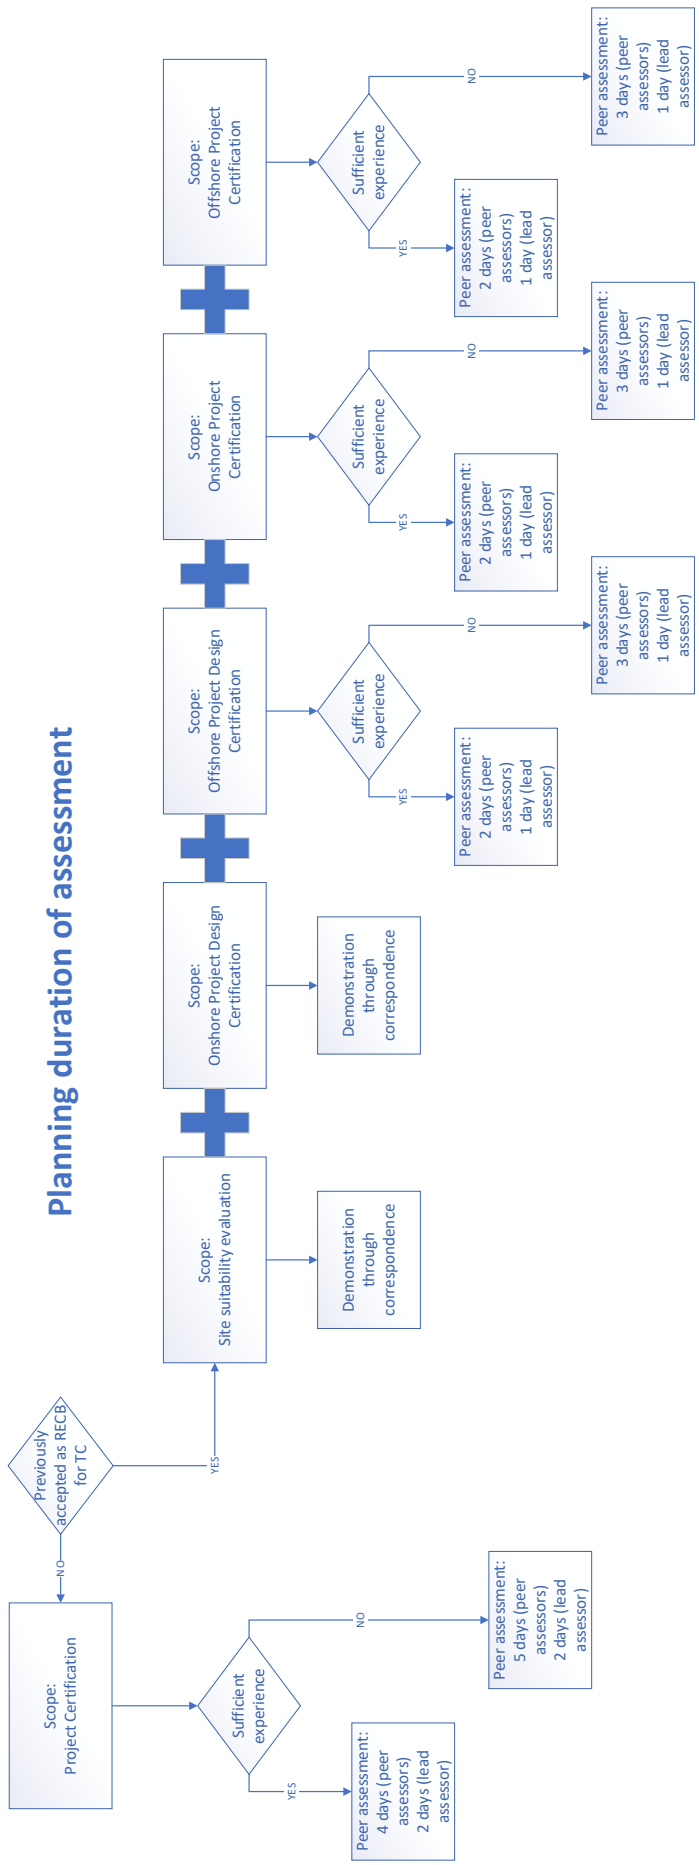 Planning duration of assessment
Previously
accepted as RECB
for TC
NO
YES
Scope:
Project Certification
Sufficient
experience
YES
NO
Peer assessment:
4 days (peer
assessors)
2 days (lead
assessor)
Peer assessment:
5 days (peer
assessors)
2 days (lead
assessor)
Scope:
Site suitability evaluation
Demonstration
through
correspondence
Scope:
Onshore Project Design
Certification
Demonstration
through
correspondence
Scope:
Offshore Project Design
Certification
Sufficient
experience
YES
NO
Peer assessment:
2 days (peer
assessors)
1 day (lead
assessor)
Peer assessment:
3 days (peer
assessors)
1 day (lead
assessor)
Scope:
Onshore Project
Certification
Sufficient
experience
YES
NO
Peer assessment:
2 days (peer
assessors)
1 day (lead
assessor)
Peer assessment:
3 days (peer
assessors)
1 day (lead
assessor)
Scope:
Offshore Project
Certification
Sufficient
experience
YES
NO
Peer assessment:
2 days (peer
assessors)
1 day (lead
assessor)
Peer assessment:
3 days (peer
assessors)
1 day (lead
assessor)